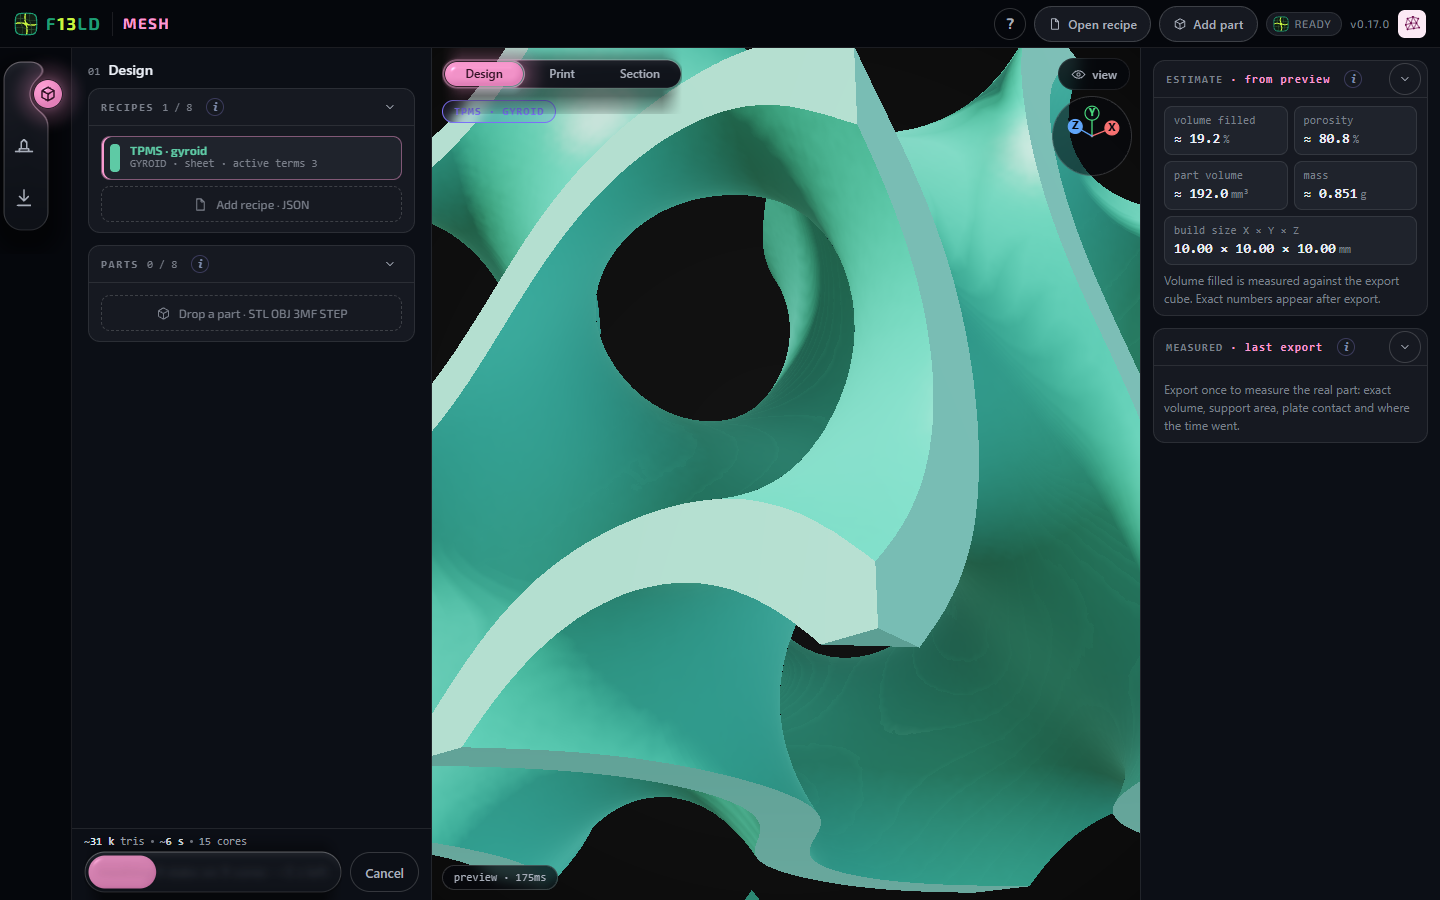 F13LD MESH
? Open recipe Add part READY v0.17.0
01 Design
RECIPES 1 / 8 i
TPMS · gyroid
GYROID · sheet · active terms 3
Add recipe · JSON
PARTS 0 / 8 i
Drop a part · STL OBJ 3MF STEP
~31 k tris • ~6 s • 15 cores
Cancel
Design Print Section
TPMS · GYROID
view
Y
Z X
preview · 175ms
ESTIMATE · from preview i
volume filled
≈ 19.2 %
porosity
≈ 80.8 %
part volume
≈ 192.0 mm³
mass
≈ 0.851 g
build size X × Y × Z
10.00 × 10.00 × 10.00 mm
Volume filled is measured against the export
cube. Exact numbers appear after export.
MEASURED · last export i
Export once to measure the real part: exact
volume, support area, plate contact and where
the time went.